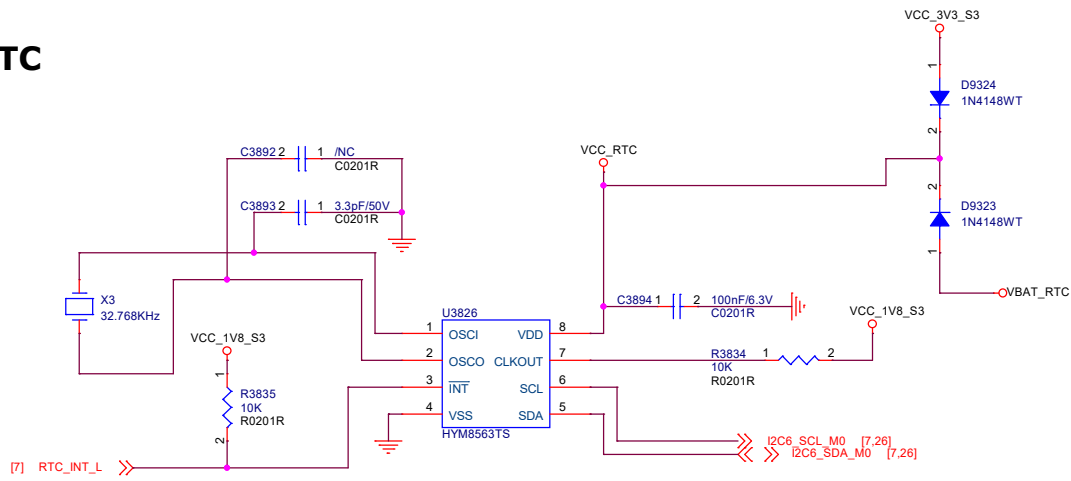 TC
VCC_3V3_S3
1
D9324
1N4148WT
2
C3892 2 1 /NC
C0201R
VCC_RTC
C3893 2 1 3.3pF/50V
C0201R
2
D9323
1N4148WT
1
VBAT_RTC
X3
32.768KHz
C3894 1 2 100nF/6.3V
C0201R
VCC_1V8_S3
U3826
VCC_1V8_S3
1 OSCI VDD 8
2 OSCO CLKOUT 7
R3834 1 2
10K
R0201R
1
R3835
10K
R0201R
2
3 INT SCL 6
4 VSS SDA 5
HYM8563TS
I2C6_SCL_M0 [7,26]
I2C6_SDA_M0 [7,26]
[7] RTC_INT_L